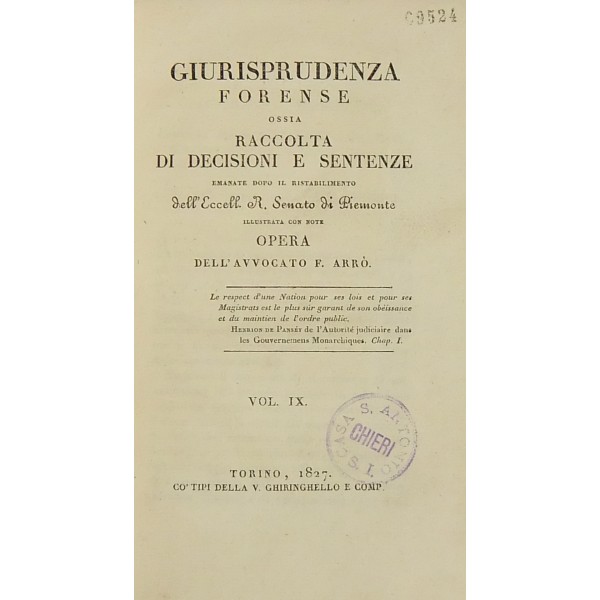 C9524
GIURISPRUDENZA
FORENSE
OSSIA
RACCOLTA
DI DECISIONI E SENTENZE
EMANATE DOPO IL RISTABILIMENTO
dell'Eccell. R. Senato di Piemonte
ILLUSTRATA CON NOTE
OPERA
DELL'AVVOCATO F. ARRÒ.
Le respect d'une Nation pour ses lois et pour ses
Magistrats est le plus sûr garant de son obéissance
et du maintien de l'ordre public.
HENRION DE PANSEY de l'Autorité judiciaire dans
les Gouvernemens Monarchiques. Chap. I.
VOL. IX.
CASA S. ANTONIO
CHIERI
S. I.
TORINO, 1827.
CO' TIPI DELLA V. GHIRINGHELLO E COMP.